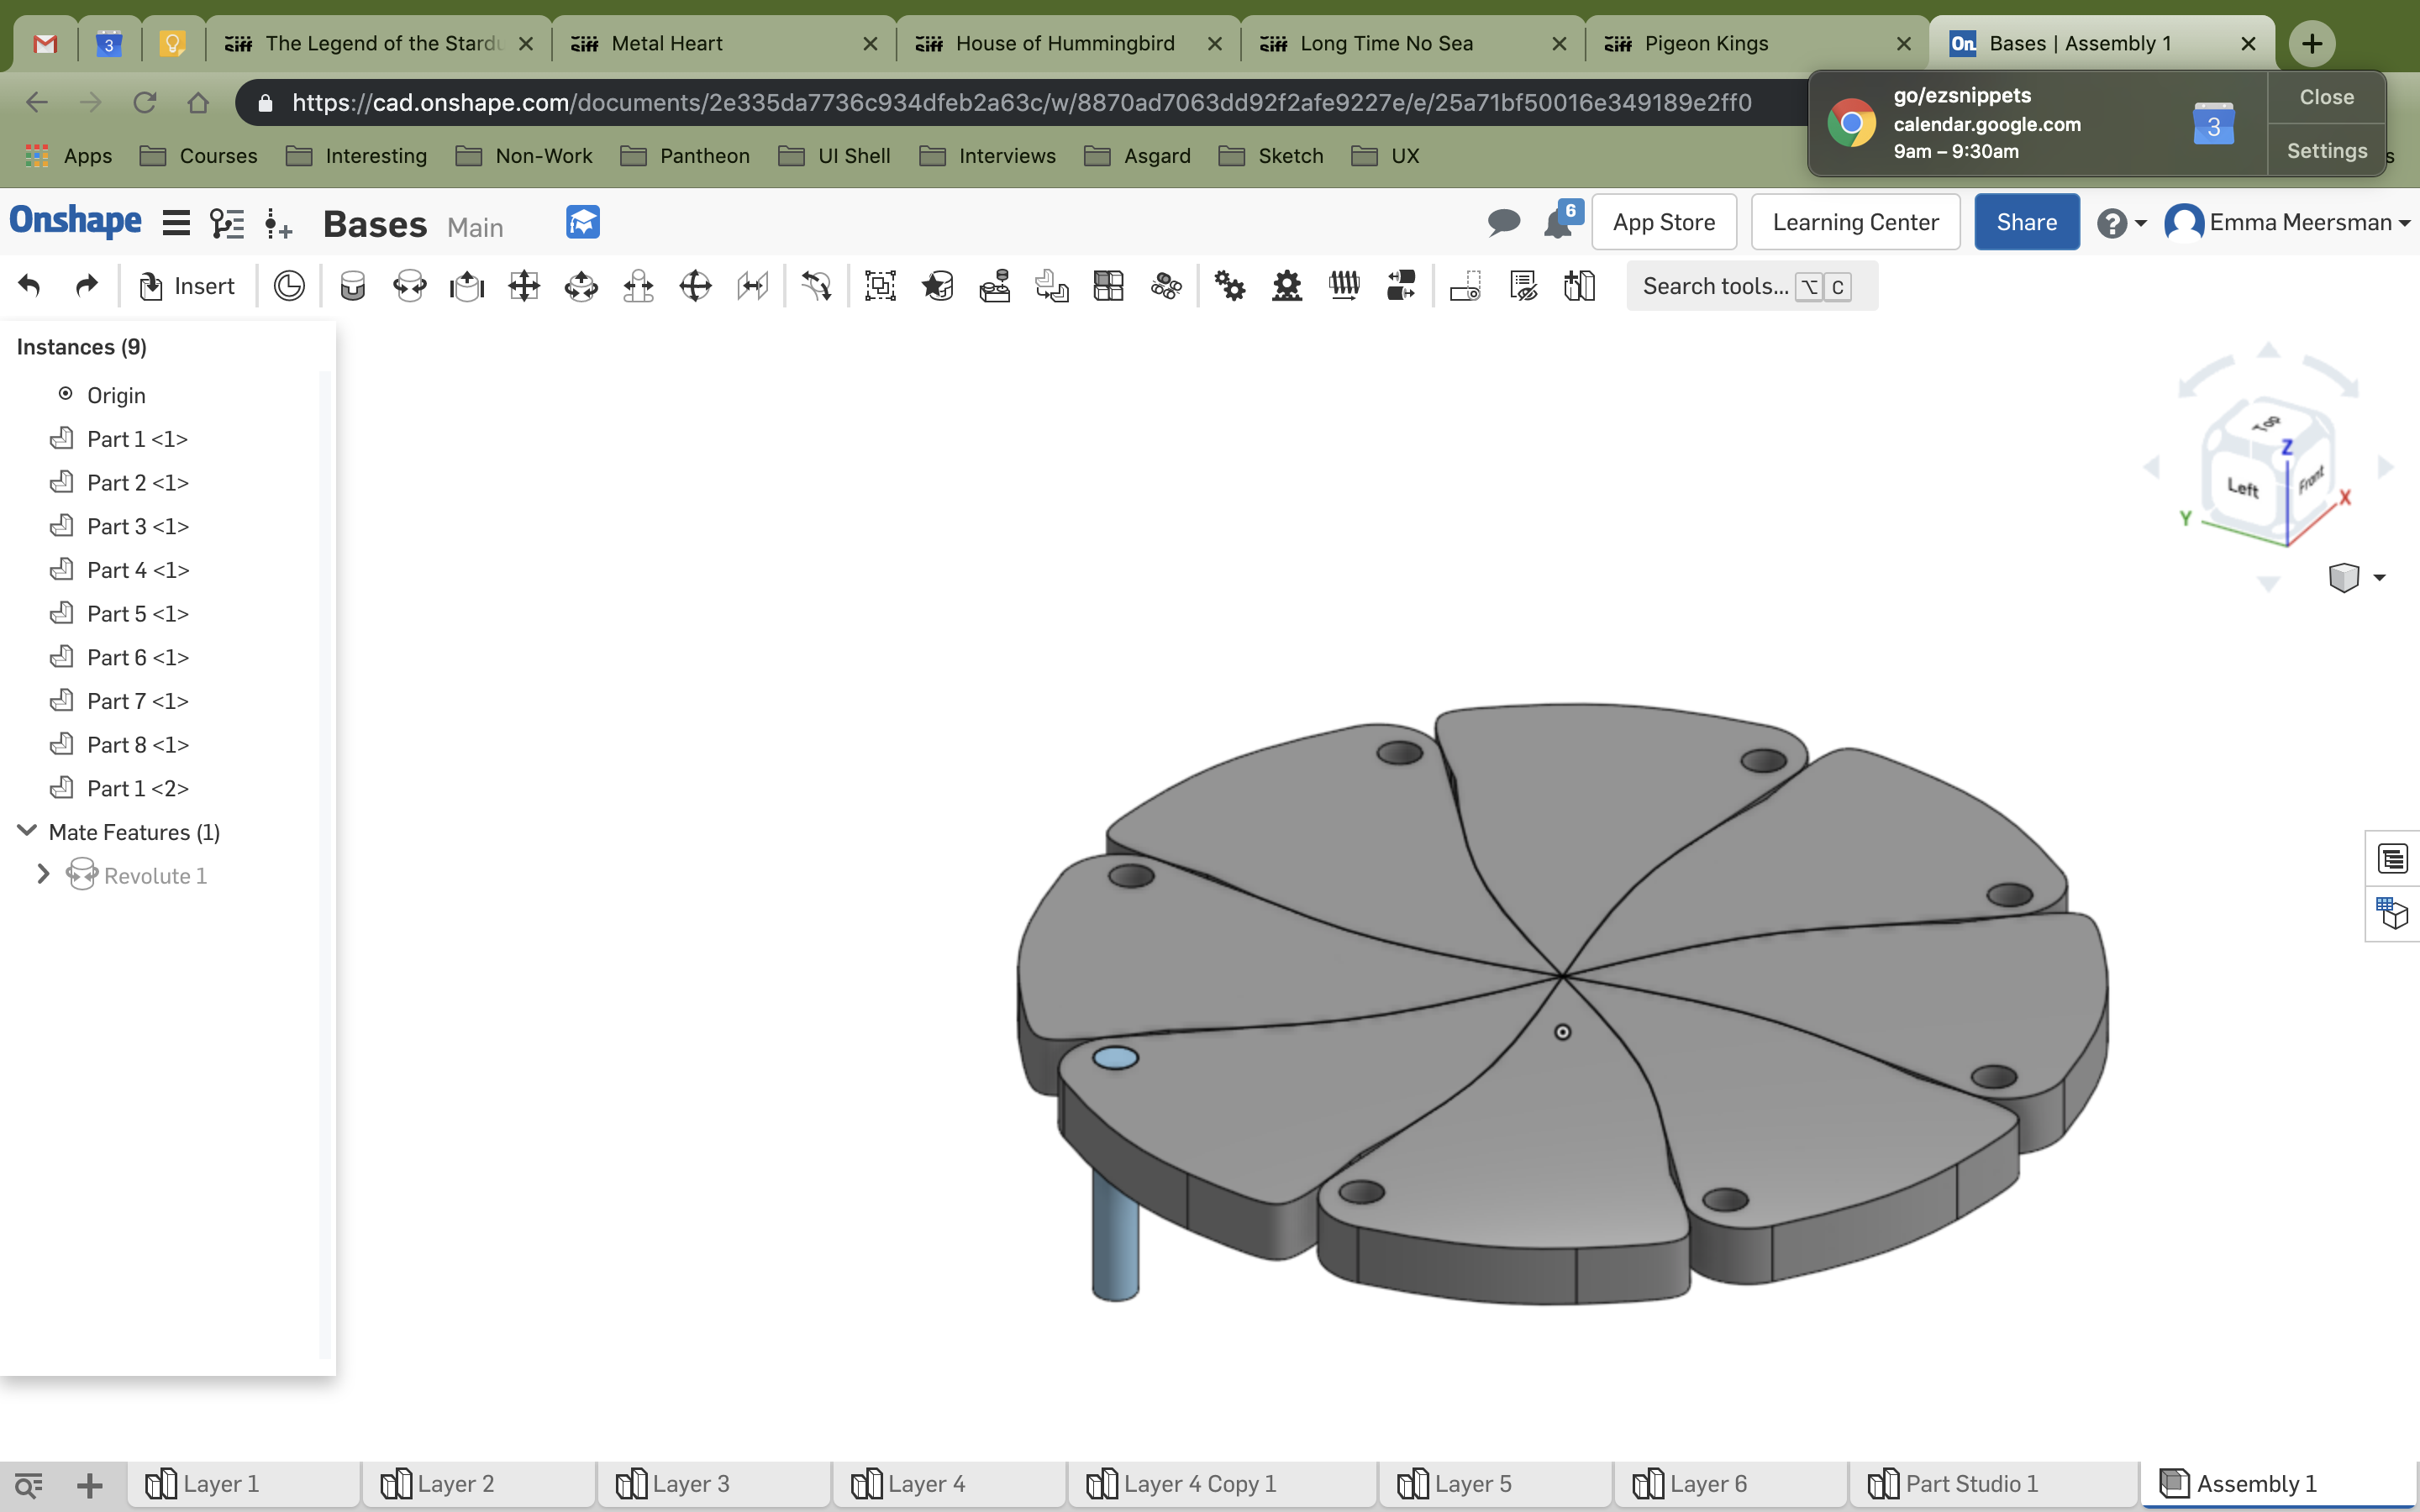 The Legend of the Stardu
Metal Heart
House of Hummingbird
Long Time No Sea
Pigeon Kings
On Bases | Assembly 1
https://cad.onshape.com/documents/2e335da7736c934dfeb2a63c/w/8870ad7063dd92f2afe9227e/e/25a71bf50016e349189e2ff0
go/ezsnippets
calendar.google.com
9am – 9:30am
3
Close
Settings
Apps Courses Interesting Non-Work Pantheon UI Shell Interviews Asgard Sketch UX
Onshape Bases Main 6 App Store Learning Center Share ? Emma Meersman
Insert Search tools... ⌥ C
Instances (9)
Origin
Part 1 <1>
Part 2 <1>
Part 3 <1>
Part 4 <1>
Part 5 <1>
Part 6 <1>
Part 7 <1>
Part 8 <1>
Part 1 <2>
Mate Features (1)
Revolute 1
Top
Z
Left
Front
X
Y
Layer 1 Layer 2 Layer 3 Layer 4 Layer 4 Copy 1 Layer 5 Layer 6 Part Studio 1 Assembly 1